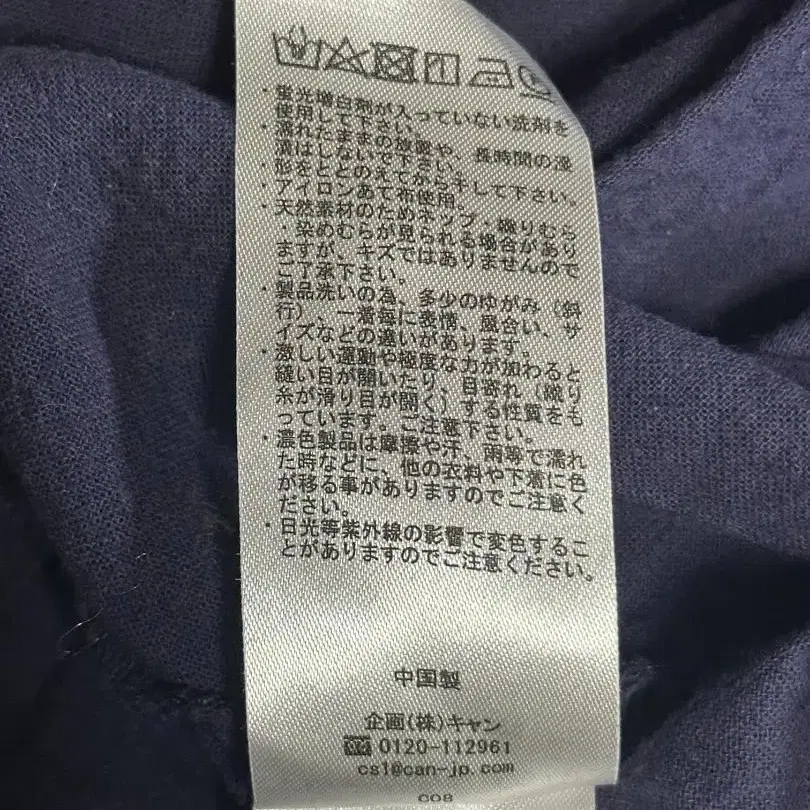 ・蛍光増白剤が入っていない洗剤を
使用して下さい。
・濡れたままの放置や、長時間の浸
漬はしないで下さい。
・形をととのえてから干して下さい。
・アイロンあて布使用。
・天然素材のためネップ・織りむら
・染めむらが見られる場合があり
ますが、キズではありませんので
ご了承下さい。
・製品洗いの為、多少のゆがみ（斜
行）、一着毎に表情、風合い、サ
イズなどの違いがあります。
・激しい運動や極度な力が加わると
縫い目が開いたり、目寄れ（織り
糸が滑り目が開く）する性質をも
っています。ご注意下さい。
・濃色製品は摩擦や汗、雨等で濡れ
た時などに、他の衣料や下着に色
が移る事がありますのでご注意く
ださい。
・日光等紫外線の影響で変色するこ
とがありますのでご注意ください。
中国製
企画(株)キャン
0120-112961
cs1@can-jp.com
C08